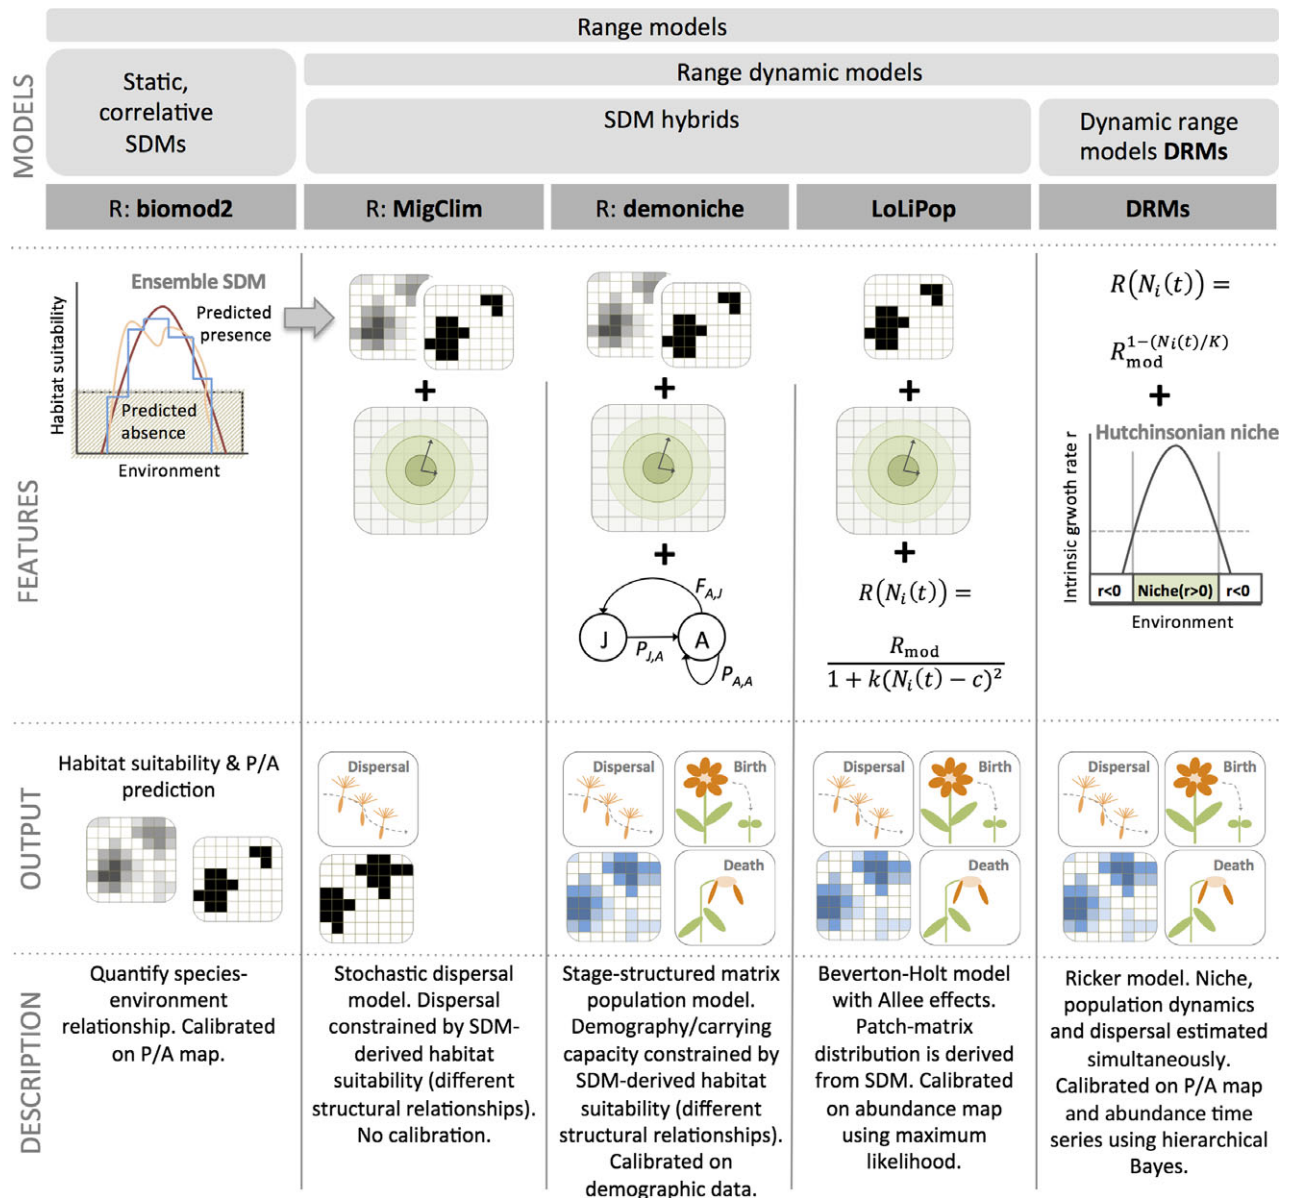 Range models
MODELS
Static,
correlative
SDMs
Range dynamic models
SDM hybrids
Dynamic range
models DRMs
R: biomod2
R: MigClim
R: demoniche
LoLiPop
DRMs
FEATURES
Ensemble SDM
Habitat suitability
Predicted
presence
Predicted
absence
Environment
+
+
+
+
+
J
A
F_{A,J}
P_{J,A}
P_{A,A}
R(N_i(t)) =
R_mod
1 + k(N_i(t) − c)^2
R(N_i(t)) =
R_mod^{1−(N_i(t)/K)}
+
Hutchinsonian niche
Intrinsic grwoth rate r
r<0
Niche(r>0)
r<0
Environment
OUTPUT
Habitat suitability & P/A
prediction
Dispersal
Dispersal
Birth
Death
Dispersal
Birth
Death
Dispersal
Birth
Death
DESCRIPTION
Quantify species-
environment
relationship. Calibrated
on P/A map.
Stochastic dispersal
model. Dispersal
constrained by SDM-
derived habitat
suitability (different
structural relationships).
No calibration.
Stage-structured matrix
population model.
Demography/carrying
capacity constrained by
SDM-derived habitat
suitability (different
structural relationships).
Calibrated on
demographic data.
Beverton-Holt model
with Allee effects.
Patch-matrix
distribution is derived
from SDM. Calibrated
on abundance map
using maximum
likelihood.
Ricker model. Niche,
population dynamics
and dispersal estimated
simultaneously.
Calibrated on P/A map
and abundance time
series using hierarchical
Bayes.